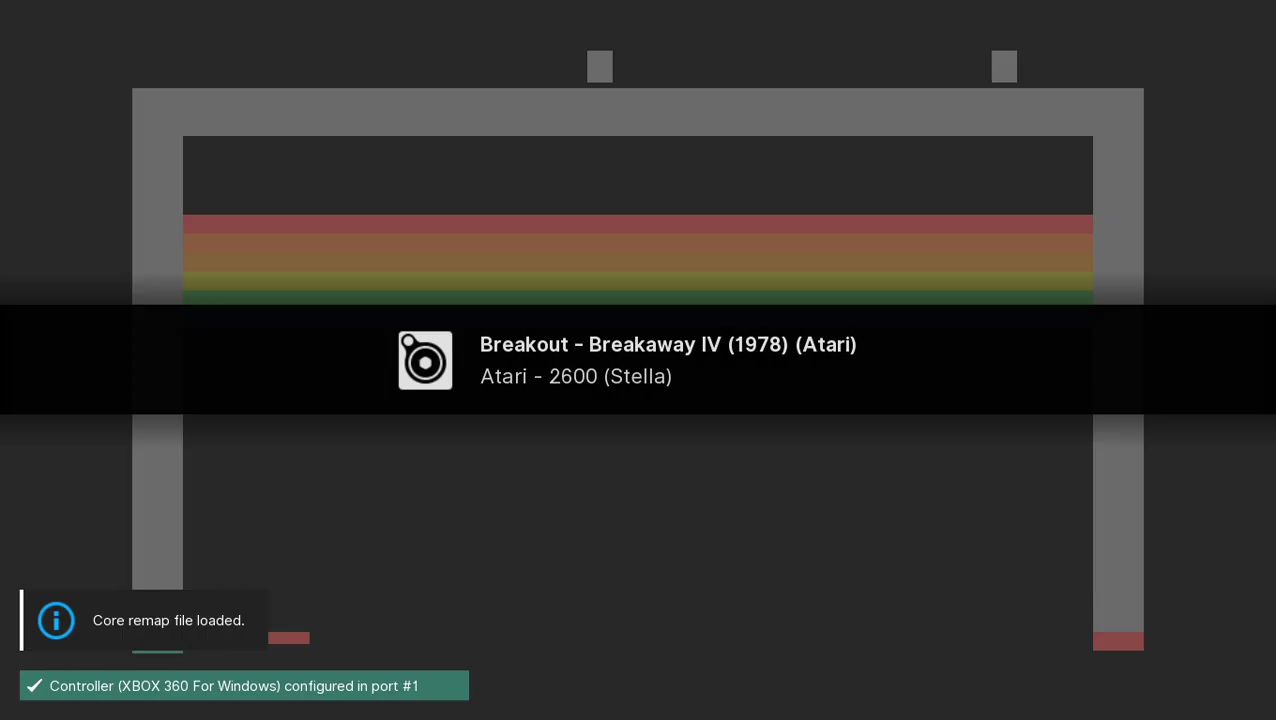 Breakout - Breakaway IV (1978) (Atari)
Atari - 2600 (Stella)
Core remap file loaded.
Controller (XBOX 360 For Windows) configured in port #1